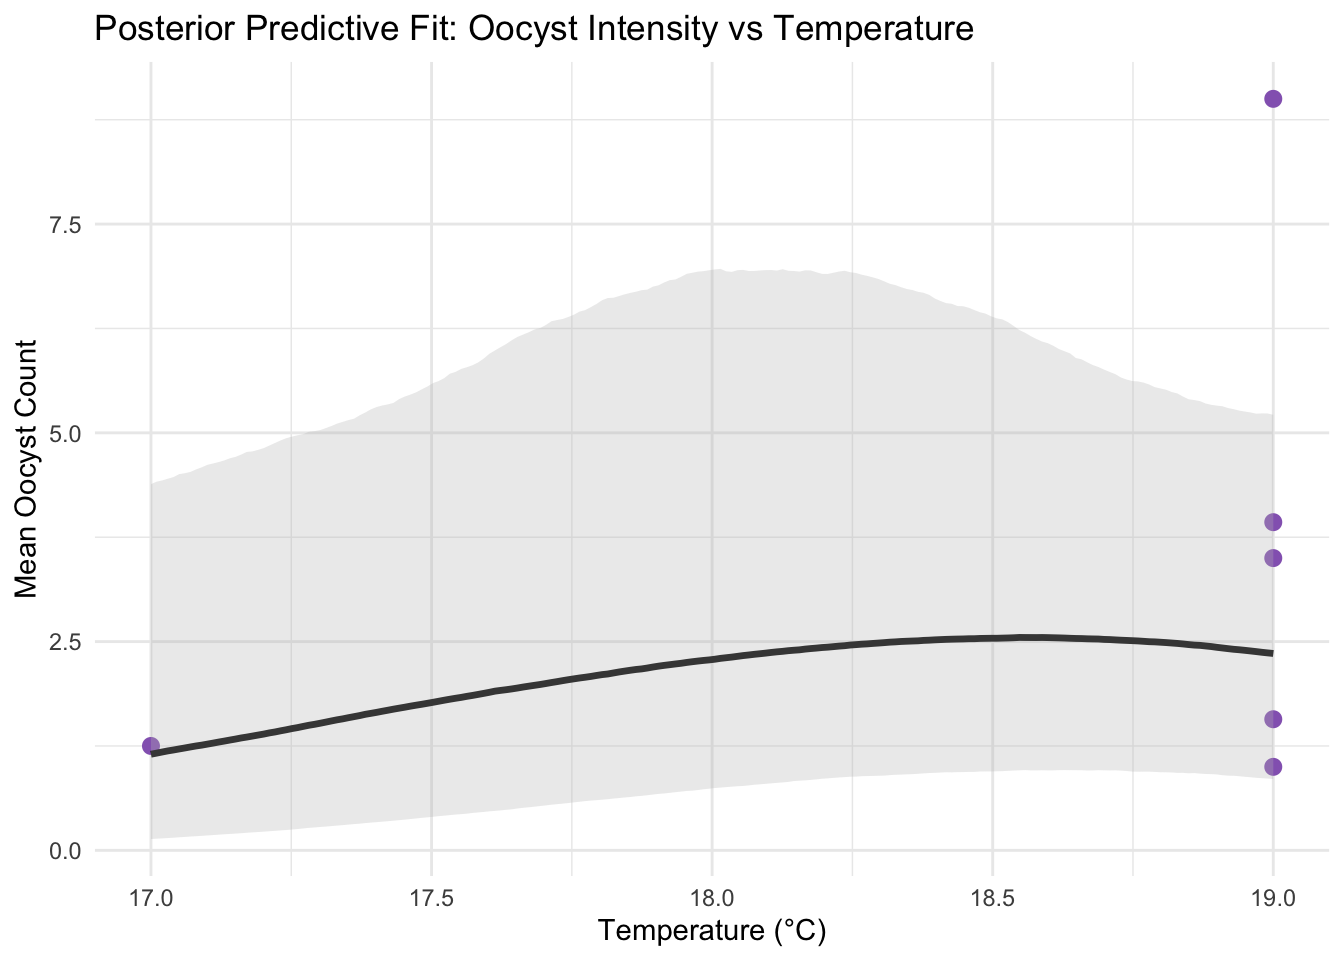 Posterior Predictive Fit: Oocyst Intensity vs Temperature
Mean Oocyst Count
7.5
5.0
2.5
0.0
17.0 17.5 18.0 18.5 19.0
Temperature (°C)